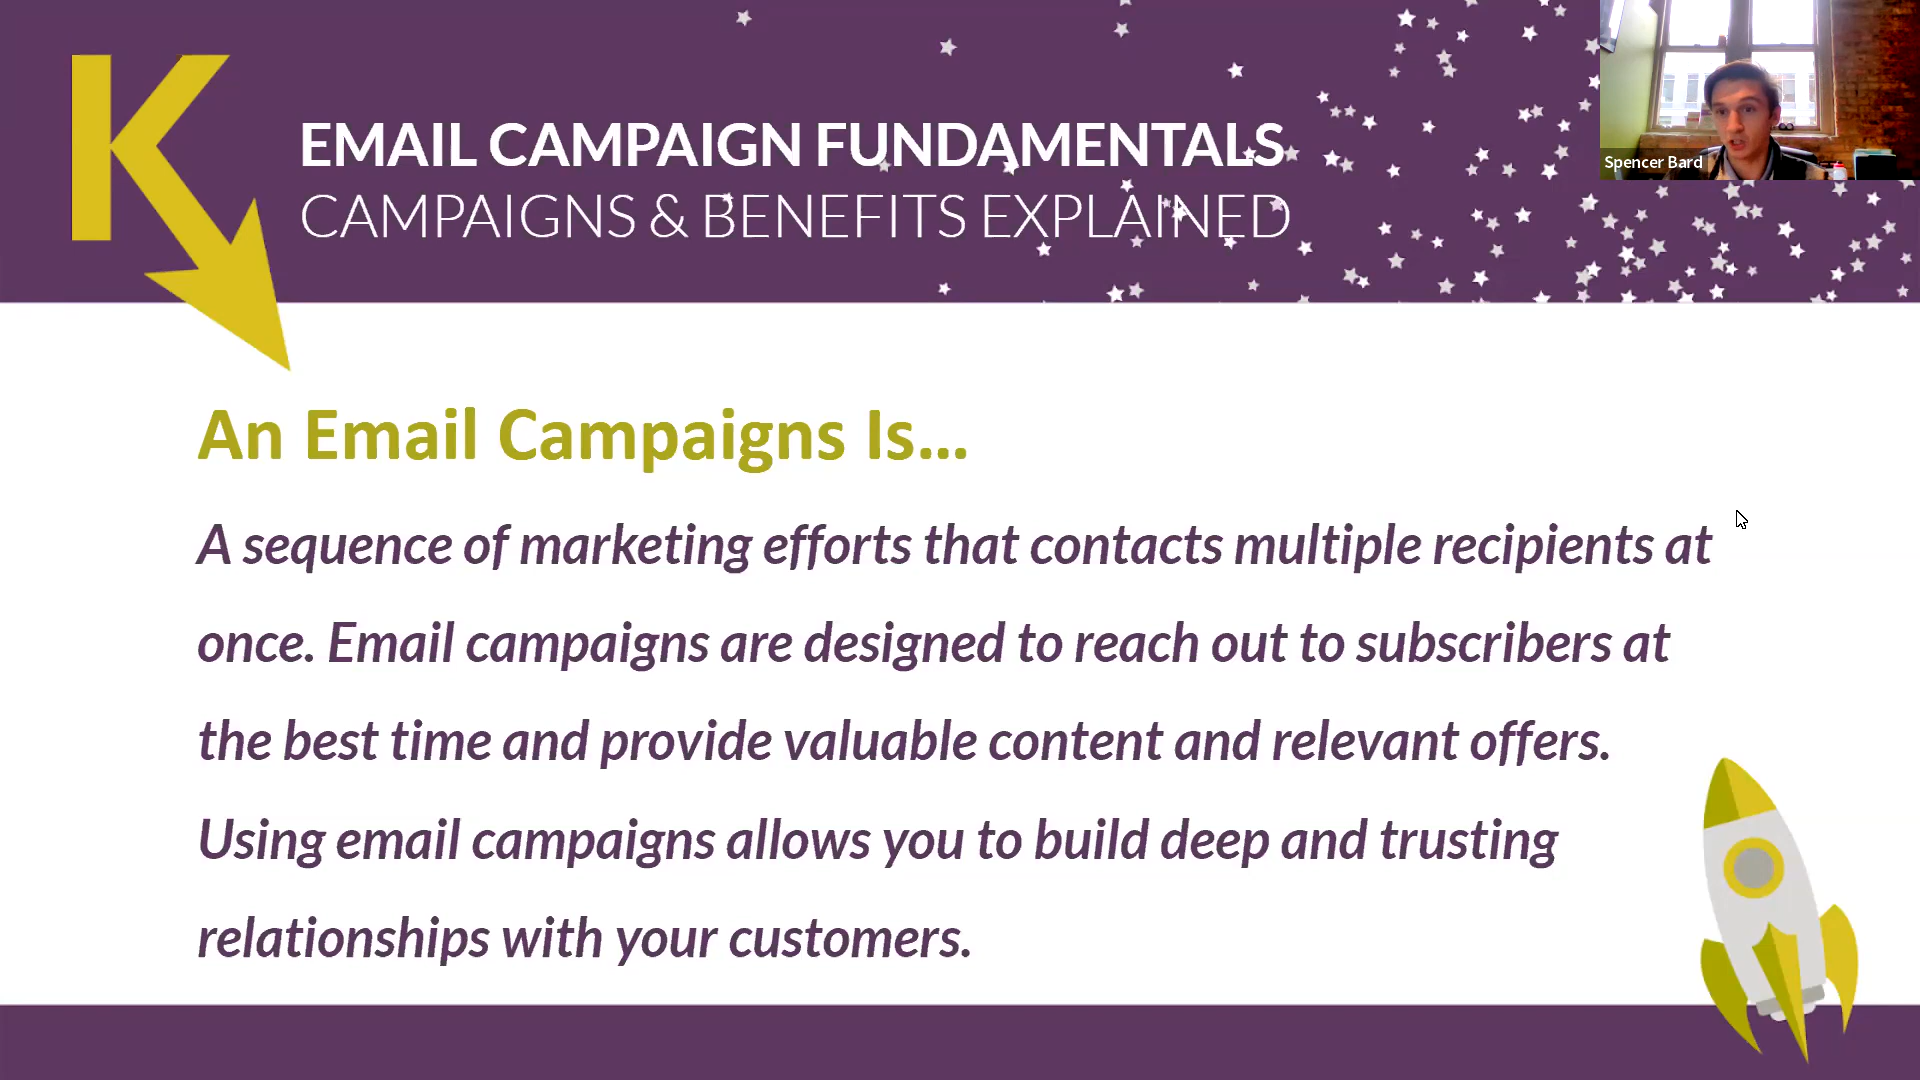 K
EMAIL CAMPAIGN FUNDAMENTALS
CAMPAIGNS & BENEFITS EXPLAINED
Spencer Bard
An Email Campaigns Is...
A sequence of marketing efforts that contacts multiple recipients at
once. Email campaigns are designed to reach out to subscribers at
the best time and provide valuable content and relevant offers.
Using email campaigns allows you to build deep and trusting
relationships with your customers.